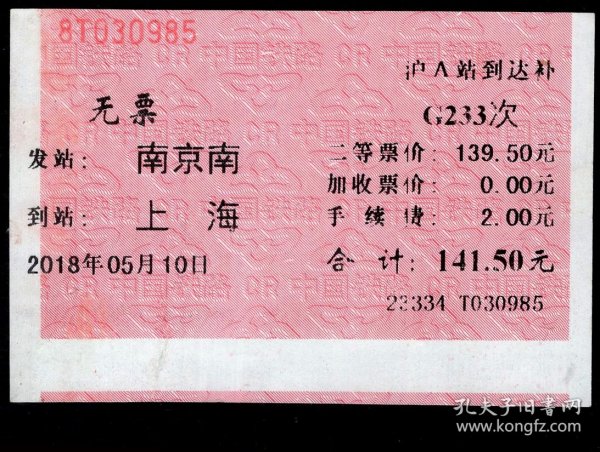 8T030985
沪A站到达补
无票
G233次
发站: 南京南
二等票价: 139.50元
加收票价: 0.00元
到站: 上海
手续费: 2.00元
2018年05月10日
合计: 141.50元
23334 T030985
孔夫子旧书网
www.kongfz.com